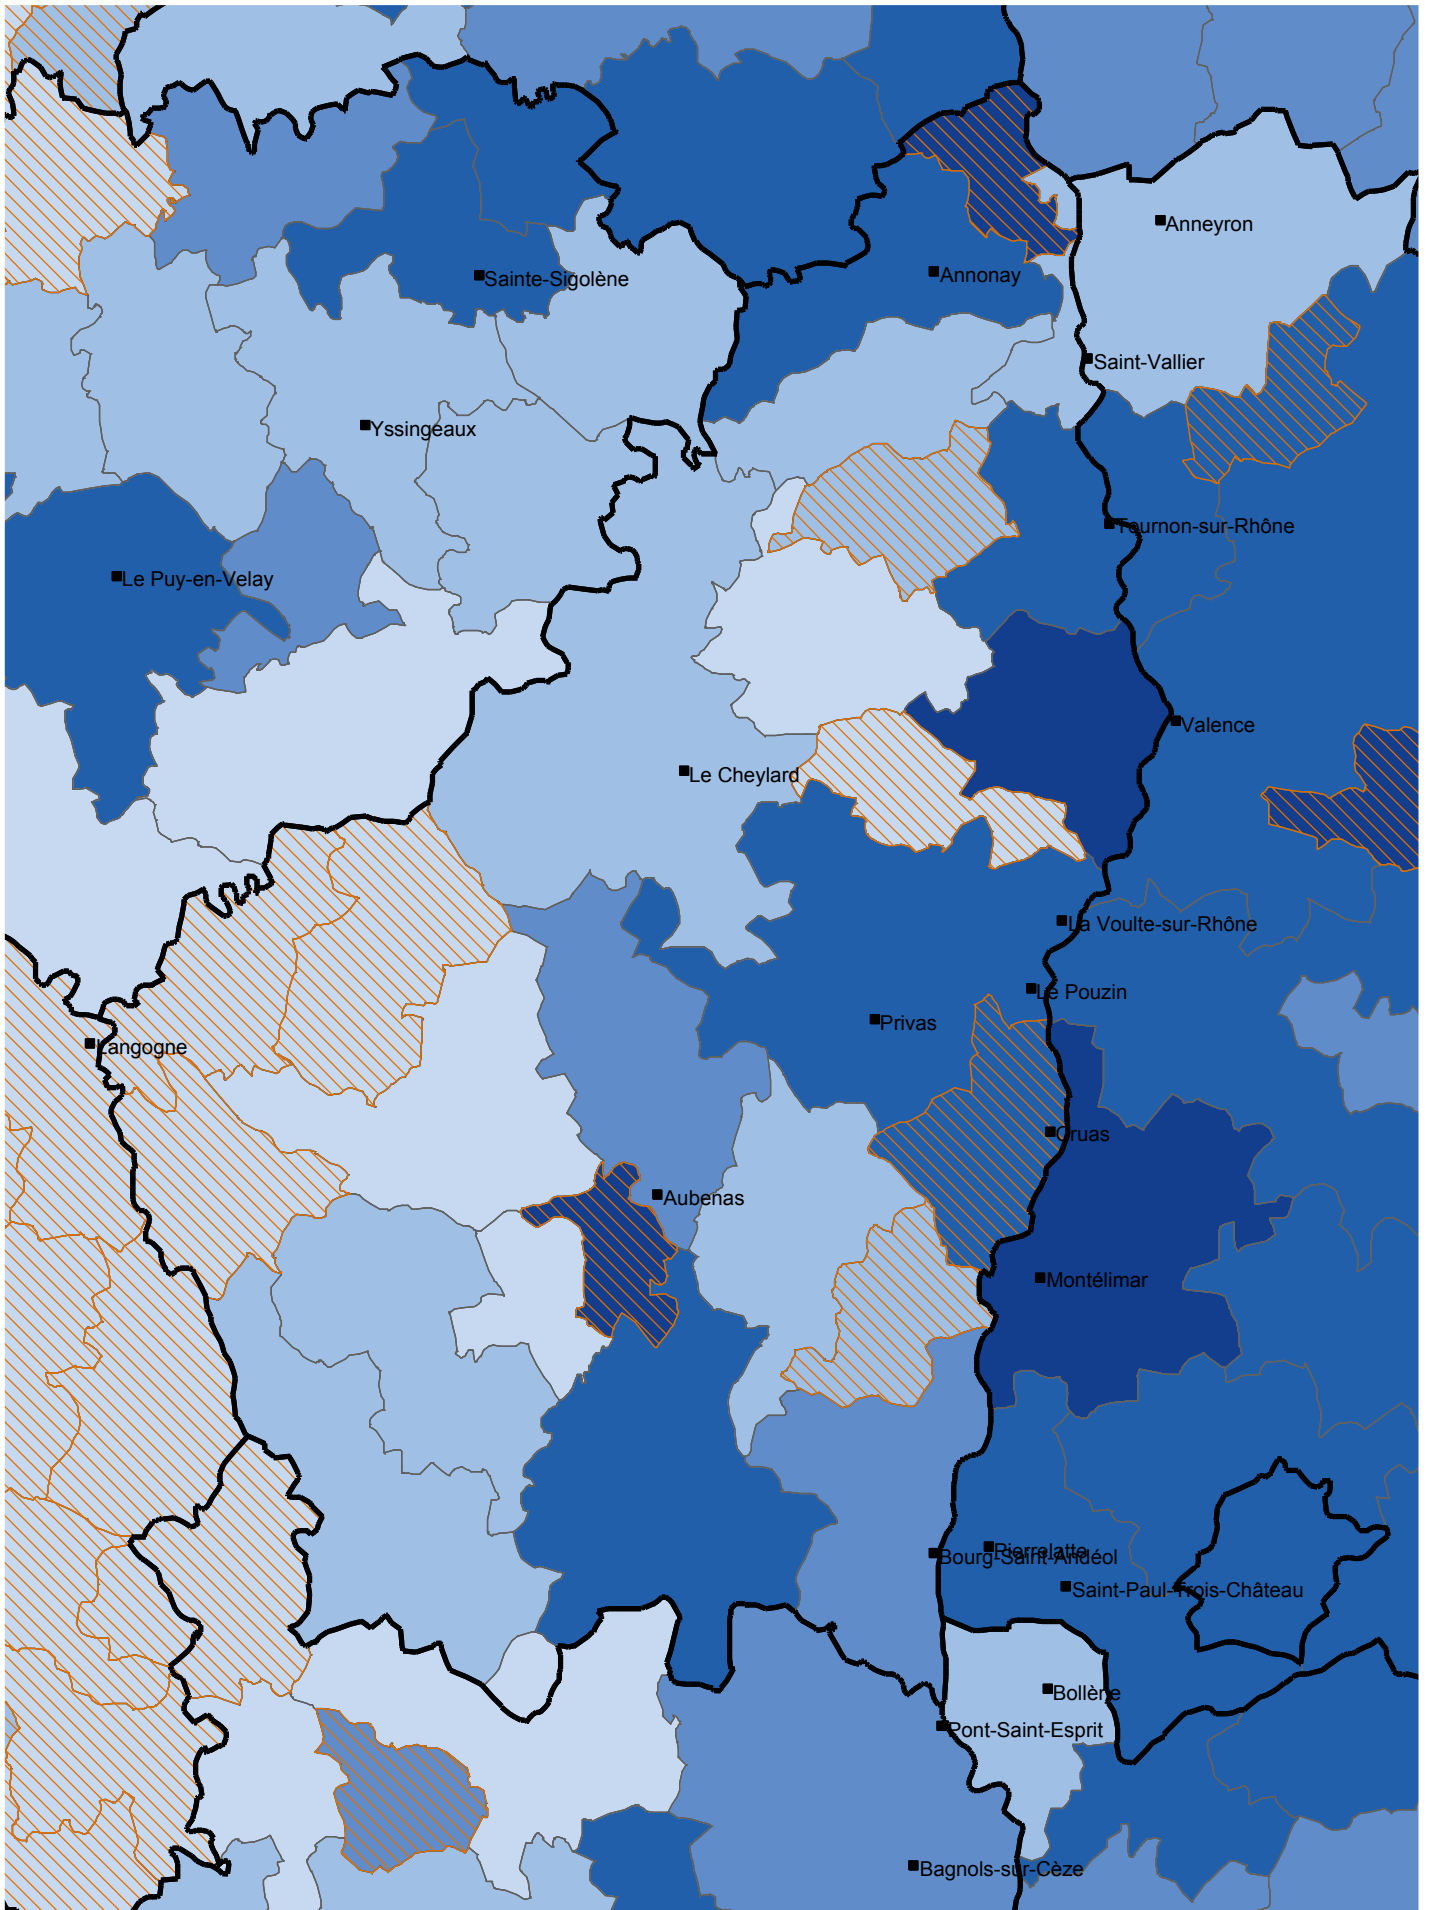 Anneyron
Annonay
Sainte-Sigolène
Saint-Vallier
Yssingeaux
Tournon-sur-Rhône
Le Puy-en-Velay
Valence
Le Cheylard
La Voulte-sur-Rhône
Le Pouzin
Privas
Langogne
Cruas
Aubenas
Montélimar
Pierrelatte
Bourg-Saint-Andéol
Saint-Paul-Trois-Château
Bollène
Pont-Saint-Esprit
Bagnols-sur-Cèze